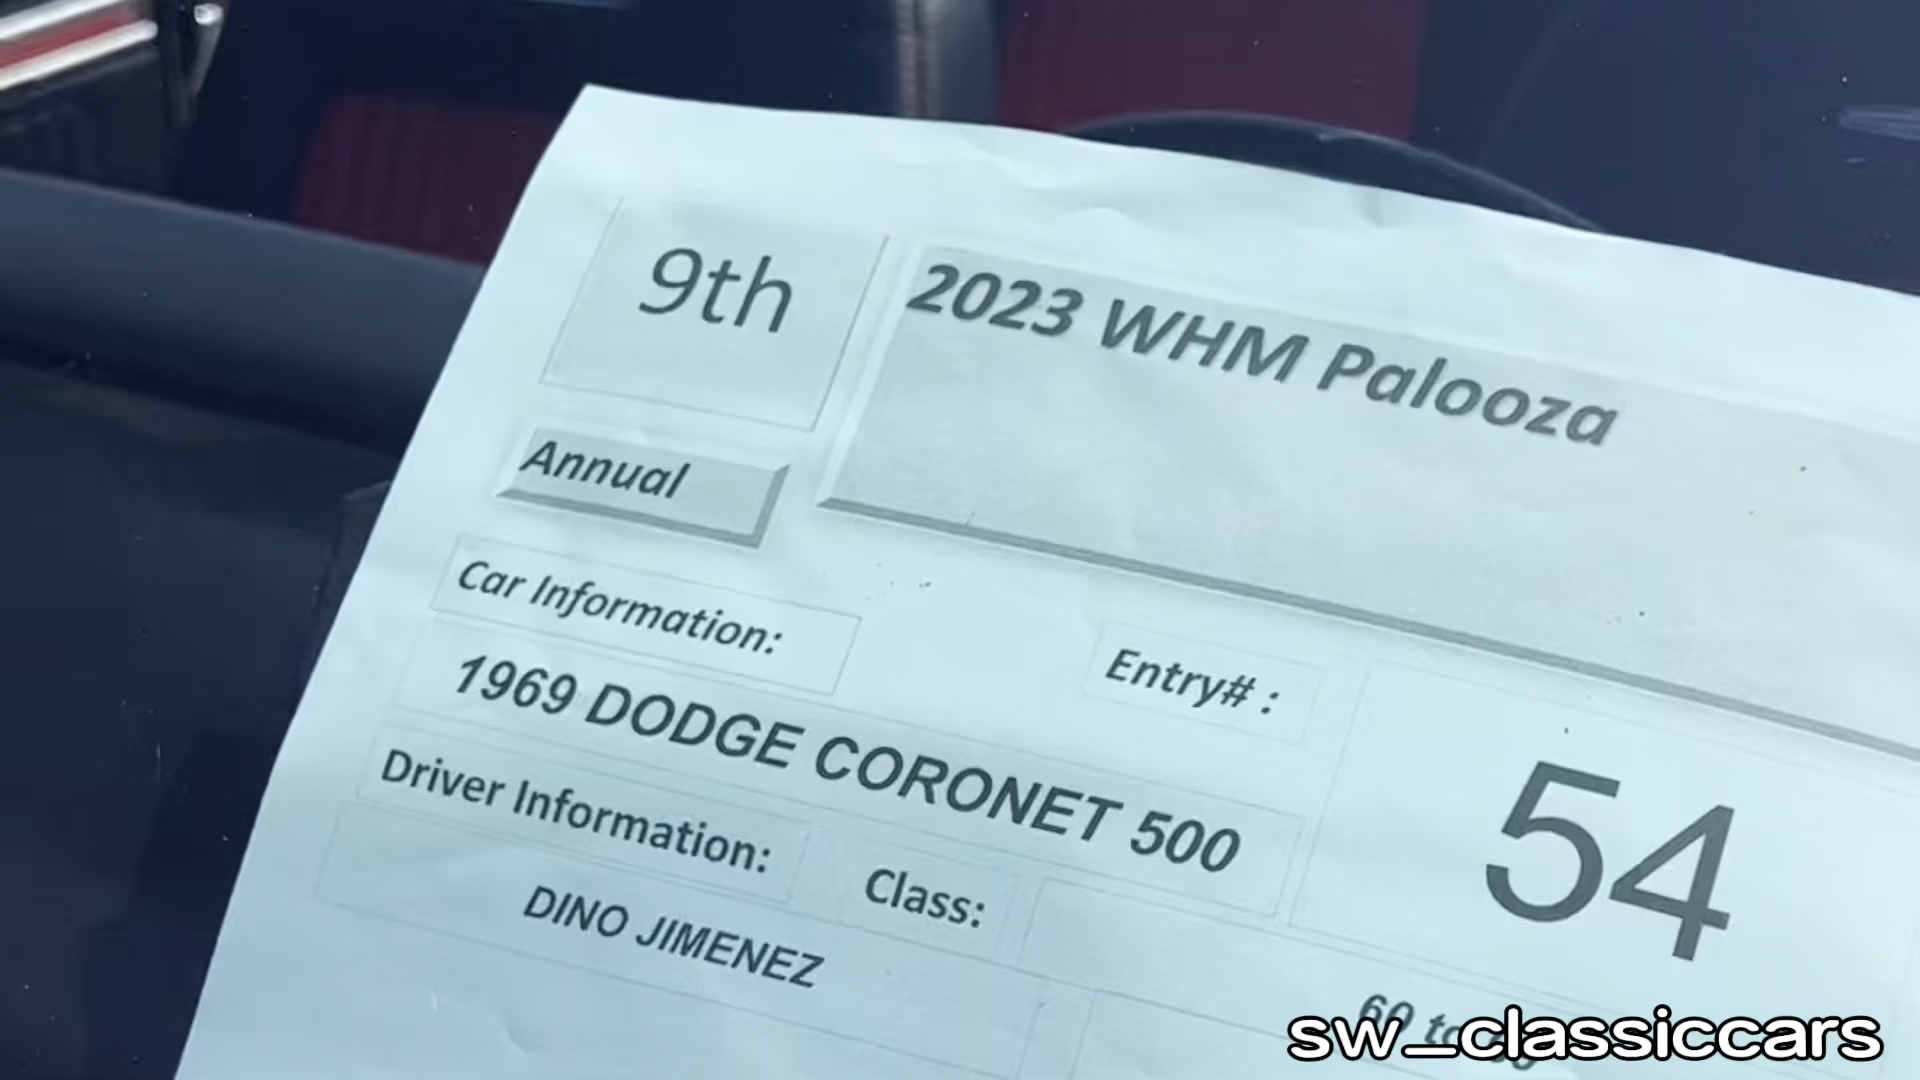 9th
2023 WHM Palooza
Annual
Car Information:
Entry# :
1969 DODGE CORONET 500
54
Driver Information:
Class:
DINO JIMENEZ
60
sw_classiccars